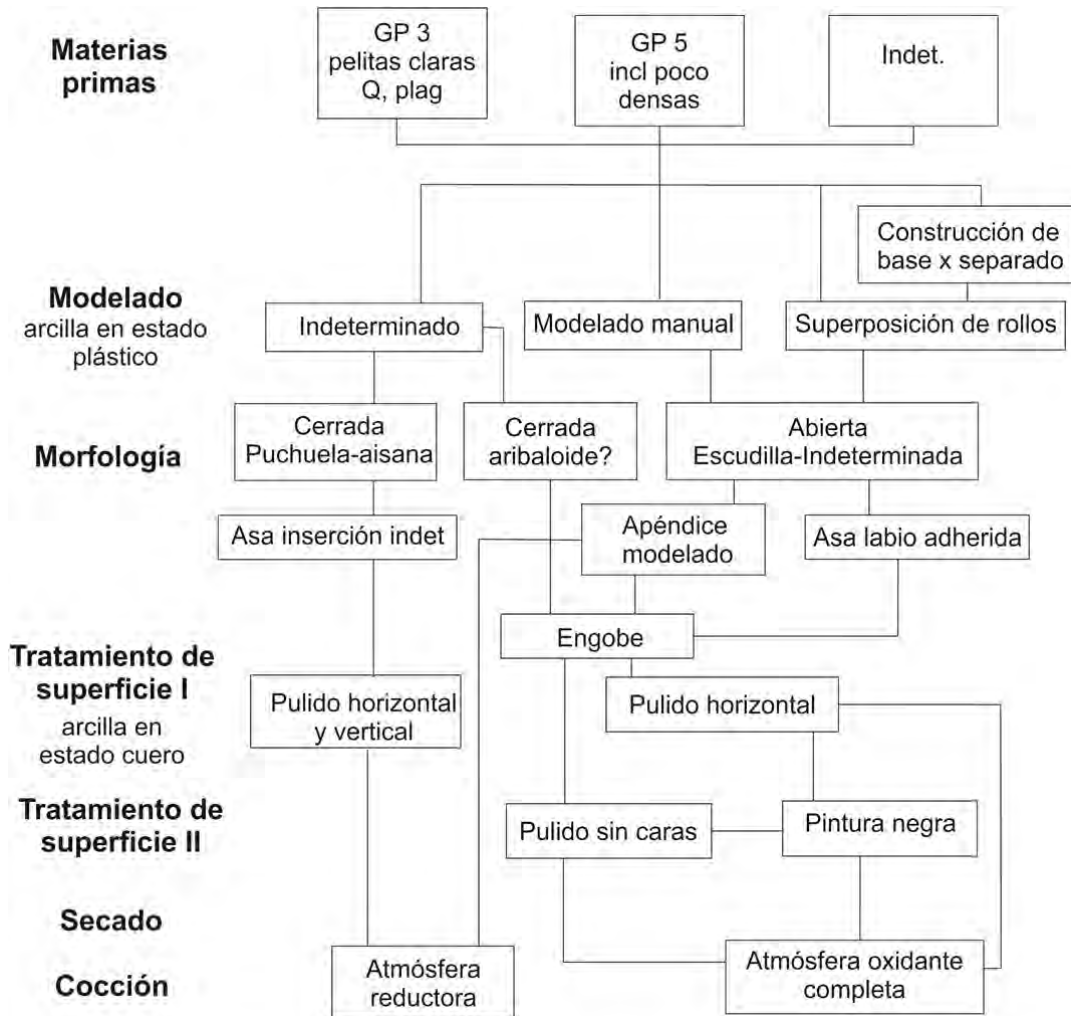 Materias
primas
GP 3
pelitas claras
Q, plag
GP 5
incl poco
densas
Indet.
Construcción de
base x separado
Modelado
arcilla en estado
plástico
Indeterminado
Modelado manual
Superposición de rollos
Morfología
Cerrada
Puchuela-aisana
Cerrada
aribaloide?
Abierta
Escudilla-Indeterminada
Asa inserción indet
Apéndice
modelado
Asa labio adherida
Engobe
Tratamiento de
superficie I
arcilla en
estado cuero
Pulido horizontal
y vertical
Pulido horizontal
Tratamiento de
superficie II
Pulido sin caras
Pintura negra
Secado
Cocción
Atmósfera
reductora
Atmósfera oxidante
completa